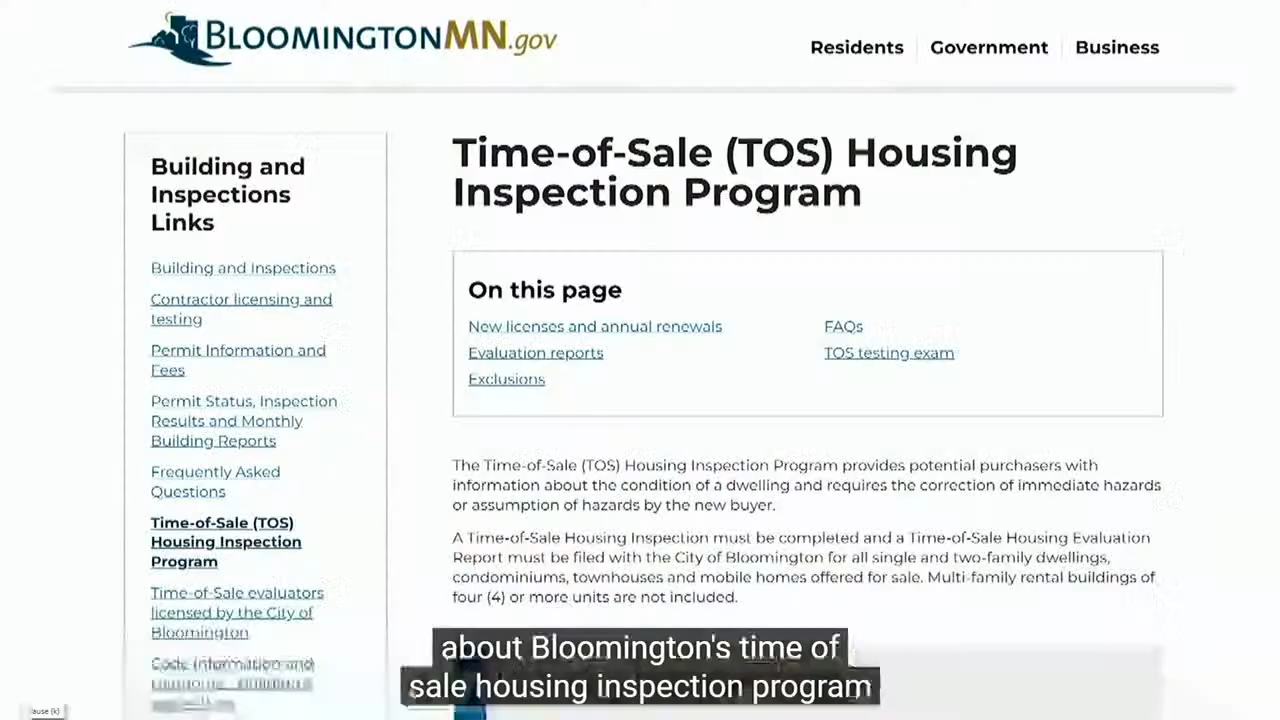 BLOOMINGTONMN.gov
Residents Government Business
Building and
Inspections
Links
Building and Inspections
Contractor licensing and
testing
Permit Information and
Fees
Permit Status, Inspection
Results and Monthly
Building Reports
Frequently Asked
Questions
Time-of-Sale (TOS)
Housing Inspection
Program
Time-of-Sale evaluators
licensed by the City of
Bloomington
Code information and
Time-of-Sale (TOS) Housing
Inspection Program
On this page
New licenses and annual renewals
Evaluation reports
Exclusions
FAQs
TOS testing exam
The Time-of-Sale (TOS) Housing Inspection Program provides potential purchasers with
information about the condition of a dwelling and requires the correction of immediate hazards
or assumption of hazards by the new buyer.
A Time-of-Sale Housing Inspection must be completed and a Time-of-Sale Housing Evaluation
Report must be filed with the City of Bloomington for all single and two-family dwellings,
condominiums, townhouses and mobile homes offered for sale. Multi-family rental buildings of
four (4) or more units are not included.
about Bloomington's time of
sale housing inspection program
ause (k)